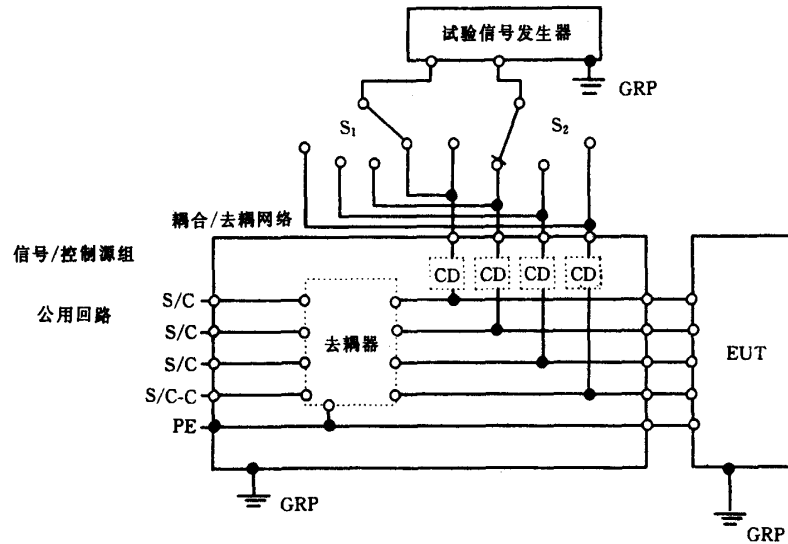 试验信号发生器
GRP
S₁
S₂
耦合/去耦网络
信号/控制源组
CD CD CD CD
公用回路
S/C
S/C
S/C
S/C-C
PE
去耦器
EUT
GRP
GRP